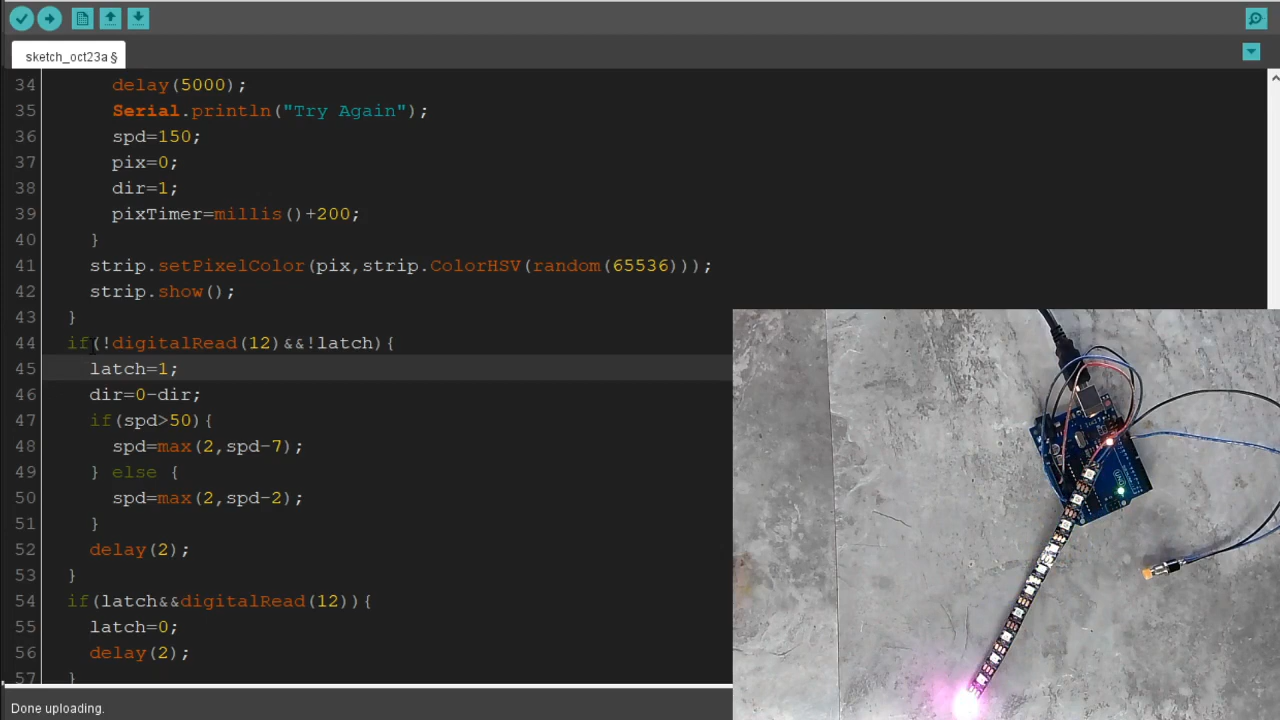 sketch_oct23a §
34 delay(5000);
35 Serial.println("Try Again");
36 spd=150;
37 pix=0;
38 dir=1;
39 pixTimer=millis()+200;
40 }
41 strip.setPixelColor(pix,strip.ColorHSV(random(65536)));
42 strip.show();
43 }
44 if(!digitalRead(12)&&!latch){
45 latch=1;
46 dir=0-dir;
47 if(spd>50){
48 spd=max(2,spd-7);
49 } else {
50 spd=max(2,spd-2);
51 }
52 delay(2);
53 }
54 if(latch&&digitalRead(12)){
55 latch=0;
56 delay(2);
57 }
Done uploading.